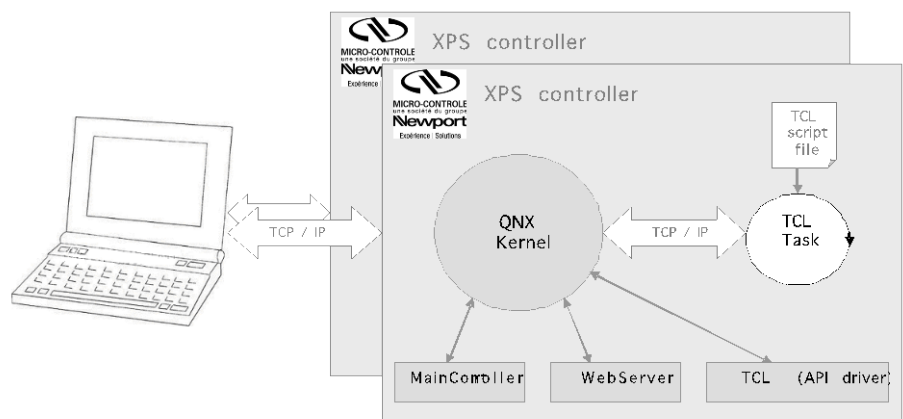 MICRO-CONTROLE
une société du groupe
Newport
XPS controller
MICRO-CONTROLE
une société du groupe
Newport
Expérience | Solutions
XPS controller
TCL
script
file
TCP / IP
QNX
Kernel
TCP / IP
TCL
Task
MainController
WebServer
TCL (API driver)